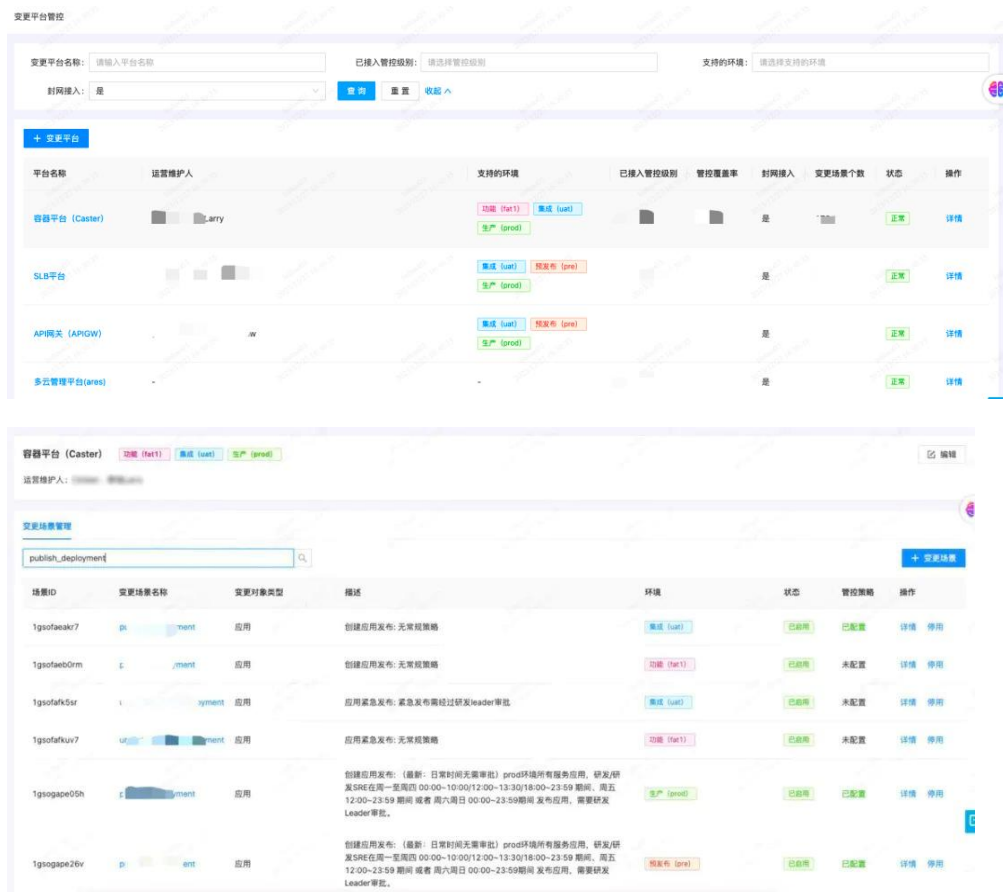 变更平台管控
变更平台名称: 请输入平台名称 已接入管控级别: 请选择管控级别 支持的环境: 请选择支持的环境
封网接入: 是 查 询 重 置 收起
+ 变更平台
平台名称 运营维护人 支持的环境 已接入管控级别 管控覆盖率 封网接入 变更场景个数 状态 操作
容器平台 (Caster) Larry 功能 (fat1) 集成 (uat) 生产 (prod) 是 正常 详情
SLB平台 集成 (uat) 预发布 (pre) 生产 (prod) 是 正常 详情
API网关 (APIGW) 集成 (uat) 预发布 (pre) 生产 (prod) 是 正常 详情
多云管理平台(ares) - - 是 正常 详情
容器平台 (Caster) 功能 (fat1) 集成 (uat) 生产 (prod) 编辑
运营维护人:
变更场景管理
publish_deployment
+ 变更场景
场景ID 变更场景名称 变更对象类型 描述 环境 状态 管控策略 操作
1gsofaeakr7 ment 应用 创建应用发布: 无常规策略 集成 (uat) 已启用 已配置 详情 停用
1gsofaeb0rm ment 应用 创建应用发布: 无常规策略 功能 (fat1) 已启用 未配置 详情 停用
1gsofafk5sr oyment 应用 应用紧急发布: 紧急发布需经过研发leader审批 集成 (uat) 已启用 未配置 详情 停用
1gsofafkuv7 ment 应用 应用紧急发布: 无常规策略 功能 (fat1) 已启用 未配置 详情 停用
1gsogape05h yment 应用 创建应用发布: (最新: 日常时间无需审批) prod环境所有服务应用, 研发/研
发SRE在周一至周四 00:00~10:00/12:00~13:30/18:00~23:59 期间、周五
12:00~23:59 期间 或者 周六周日 00:00~23:59期间 发布应用, 需要研发
Leader审批。 生产 (prod) 已启用 已配置 详情 停用
1gsogape26v ent 应用 创建应用发布: (最新: 日常时间无需审批) prod环境所有服务应用, 研发/研
发SRE在周一至周四 00:00~10:00/12:00~13:30/18:00~23:59 期间、周五
12:00~23:59 期间 或者 周六周日 00:00~23:59期间 发布应用, 需要研发
Leader审批。 预发布 (pre) 已启用 已配置 详情 停用